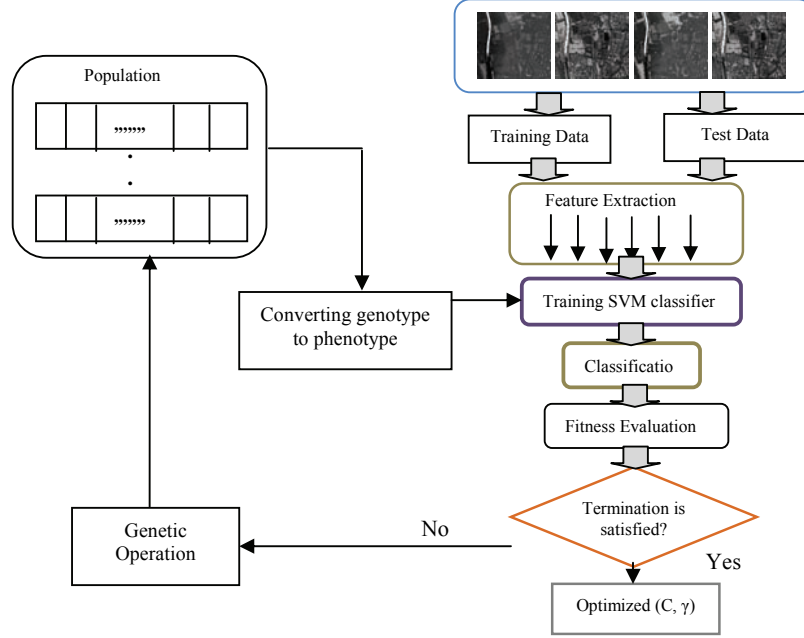 Population
,,,,,,,
.
.
,,,,,,,
Training Data
Test Data
Feature Extraction
Converting genotype
to phenotype
Training SVM classifier
Classificatio
Fitness Evaluation
Termination is
satisfied?
No
Genetic
Operation
Yes
Optimized (C, γ)